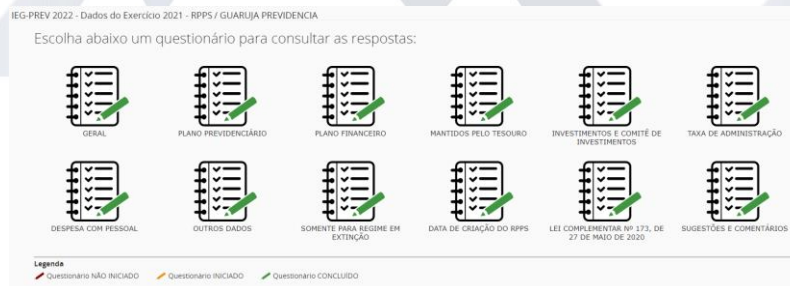 IEG-PREV 2022 - Dados do Exercício 2021 - RPPS / GUARUJA PREVIDENCIA
Escolha abaixo um questionário para consultar as respostas:
GERAL
PLANO PREVIDENCIÁRIO
PLANO FINANCEIRO
MANTIDOS PELO TESOURO
INVESTIMENTOS E COMITÊ DE
INVESTIMENTOS
TAXA DE ADMINISTRAÇÃO
DESPESA COM PESSOAL
OUTROS DADOS
SOMENTE PARA REGIME EM
EXTINÇÃO
DATA DE CRIAÇÃO DO RPPS
LEI COMPLEMENTAR Nº 173, DE
27 DE MAIO DE 2020
SUGESTÕES E COMENTÁRIOS
Legenda
Questionário NÃO INICIADO Questionário INICIADO Questionário CONCLUÍDO